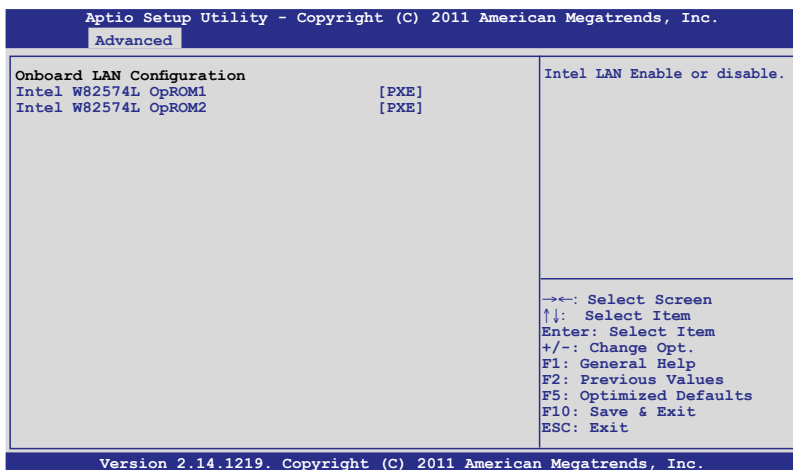 Aptio Setup Utility - Copyright (C) 2011 American Megatrends, Inc.
Advanced
Onboard LAN Configuration
Intel W82574L OpROM1 [PXE]
Intel W82574L OpROM2 [PXE]
Intel LAN Enable or disable.
→←: Select Screen
↑↓: Select Item
Enter: Select Item
+/-: Change Opt.
F1: General Help
F2: Previous Values
F5: Optimized Defaults
F10: Save & Exit
ESC: Exit
Version 2.14.1219. Copyright (C) 2011 American Megatrends, Inc.